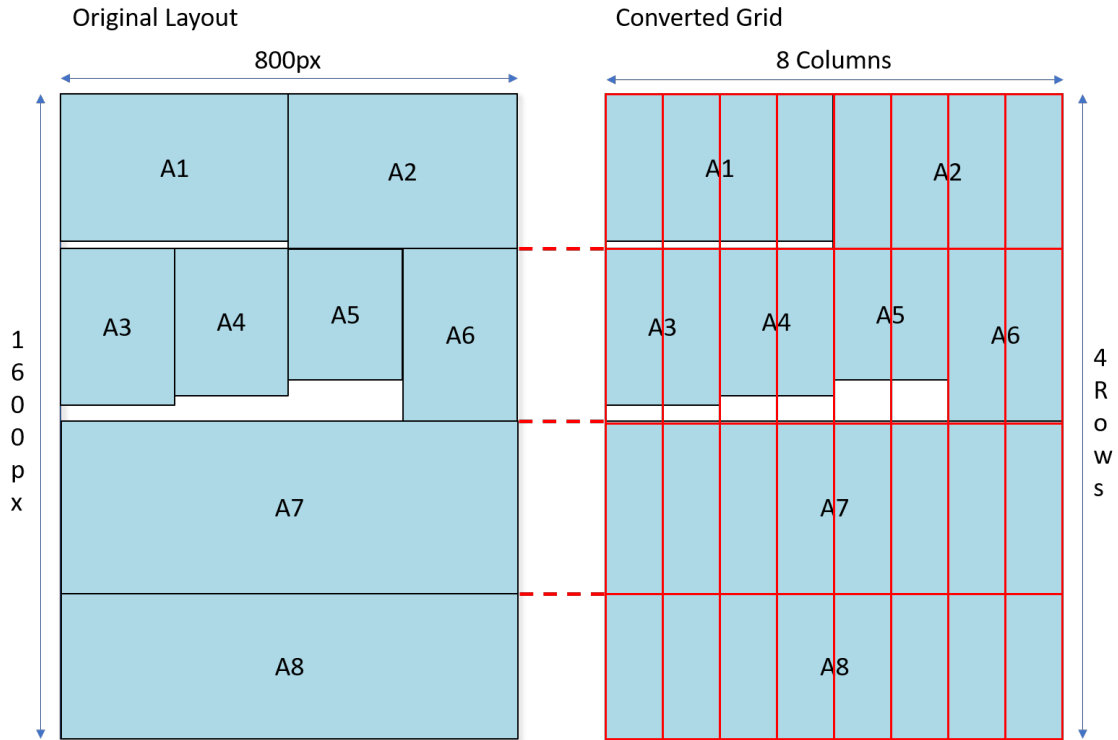 Original Layout
Converted Grid
800px
8 Columns
A1
A2
A1
A2
A3
A4
A5
A6
A3
A4
A5
A6
1
6
0
0
p
x
4
R
o
w
s
A7
A7
A8
A8